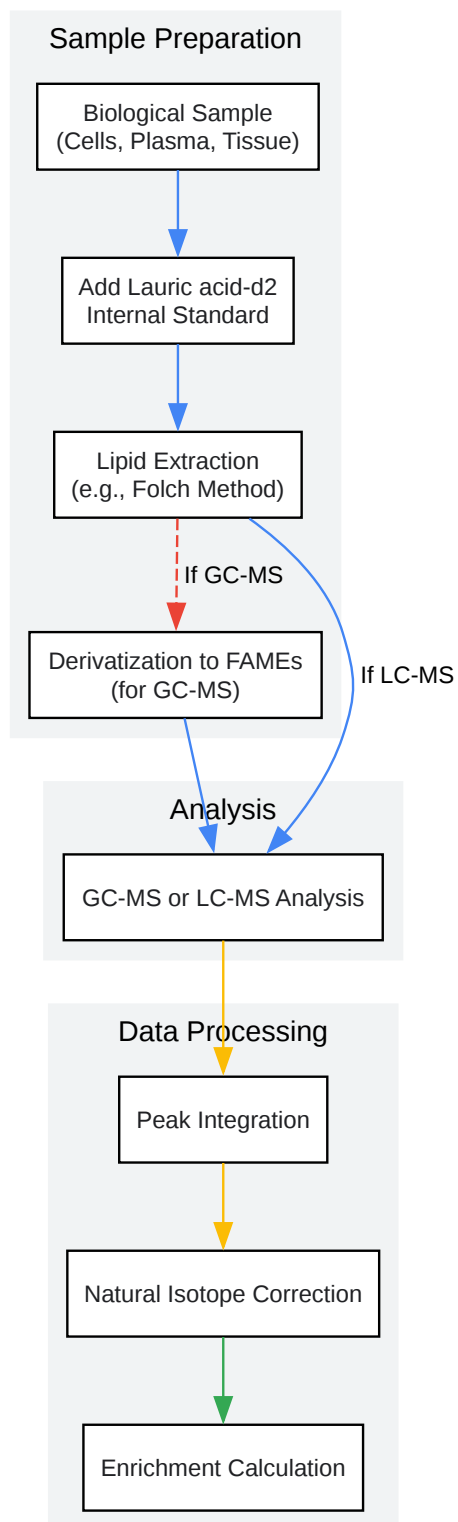 Sample Preparation
Biological Sample
(Cells, Plasma, Tissue)
Add Lauric acid-d2
Internal Standard
Lipid Extraction
(e.g., Folch Method)
If GC-MS
Derivatization to FAMEs
(for GC-MS)
If LC-MS
Analysis
GC-MS or LC-MS Analysis
Data Processing
Peak Integration
Natural Isotope Correction
Enrichment Calculation